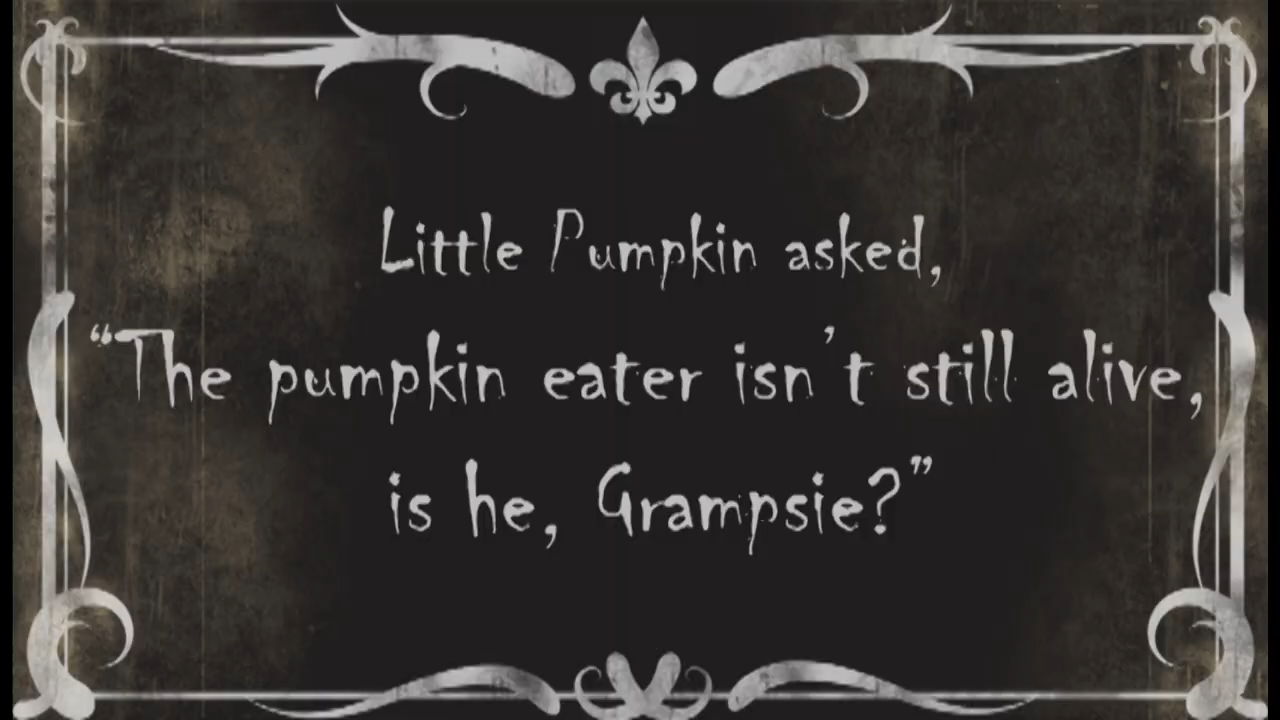 Little Pumpkin asked,
“The pumpkin eater isn’t still alive,
is he, Grampsie?”